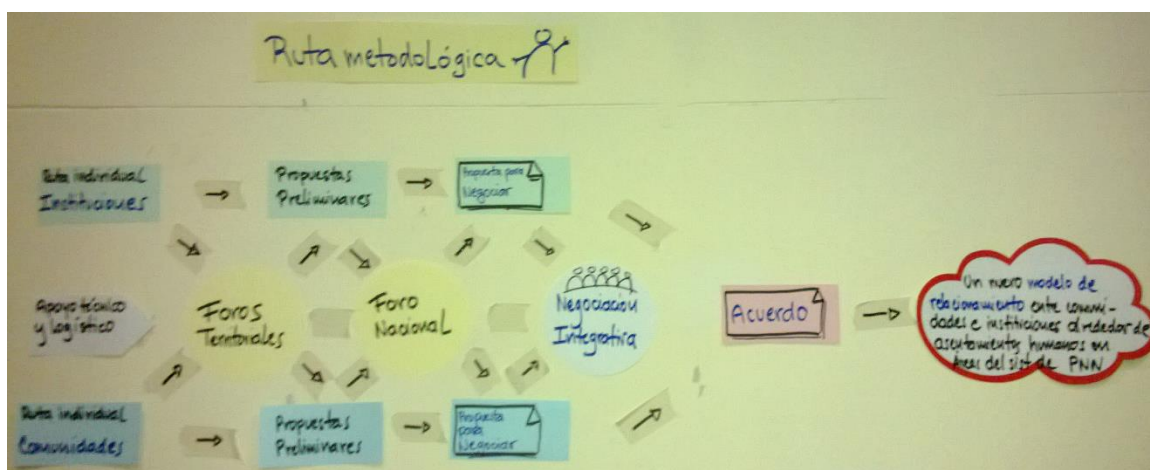 Ruta metodológica
Ruta individual
Instituciones
Propuestas
Preliminares
Propuesta para
Negociar
Apoyo técnico
y logístico
Foros
Territoriales
Foro
Nacional
Negociación
Integrativa
Acuerdo
Un nuevo modelo de
relacionamiento entre comuni-
dades e instituciones alrededor de
asentamientos humanos en
Áreas del sist de PNN
Ruta individual
Comunidades
Propuestas
Preliminares
Propuesta
para
Negociar